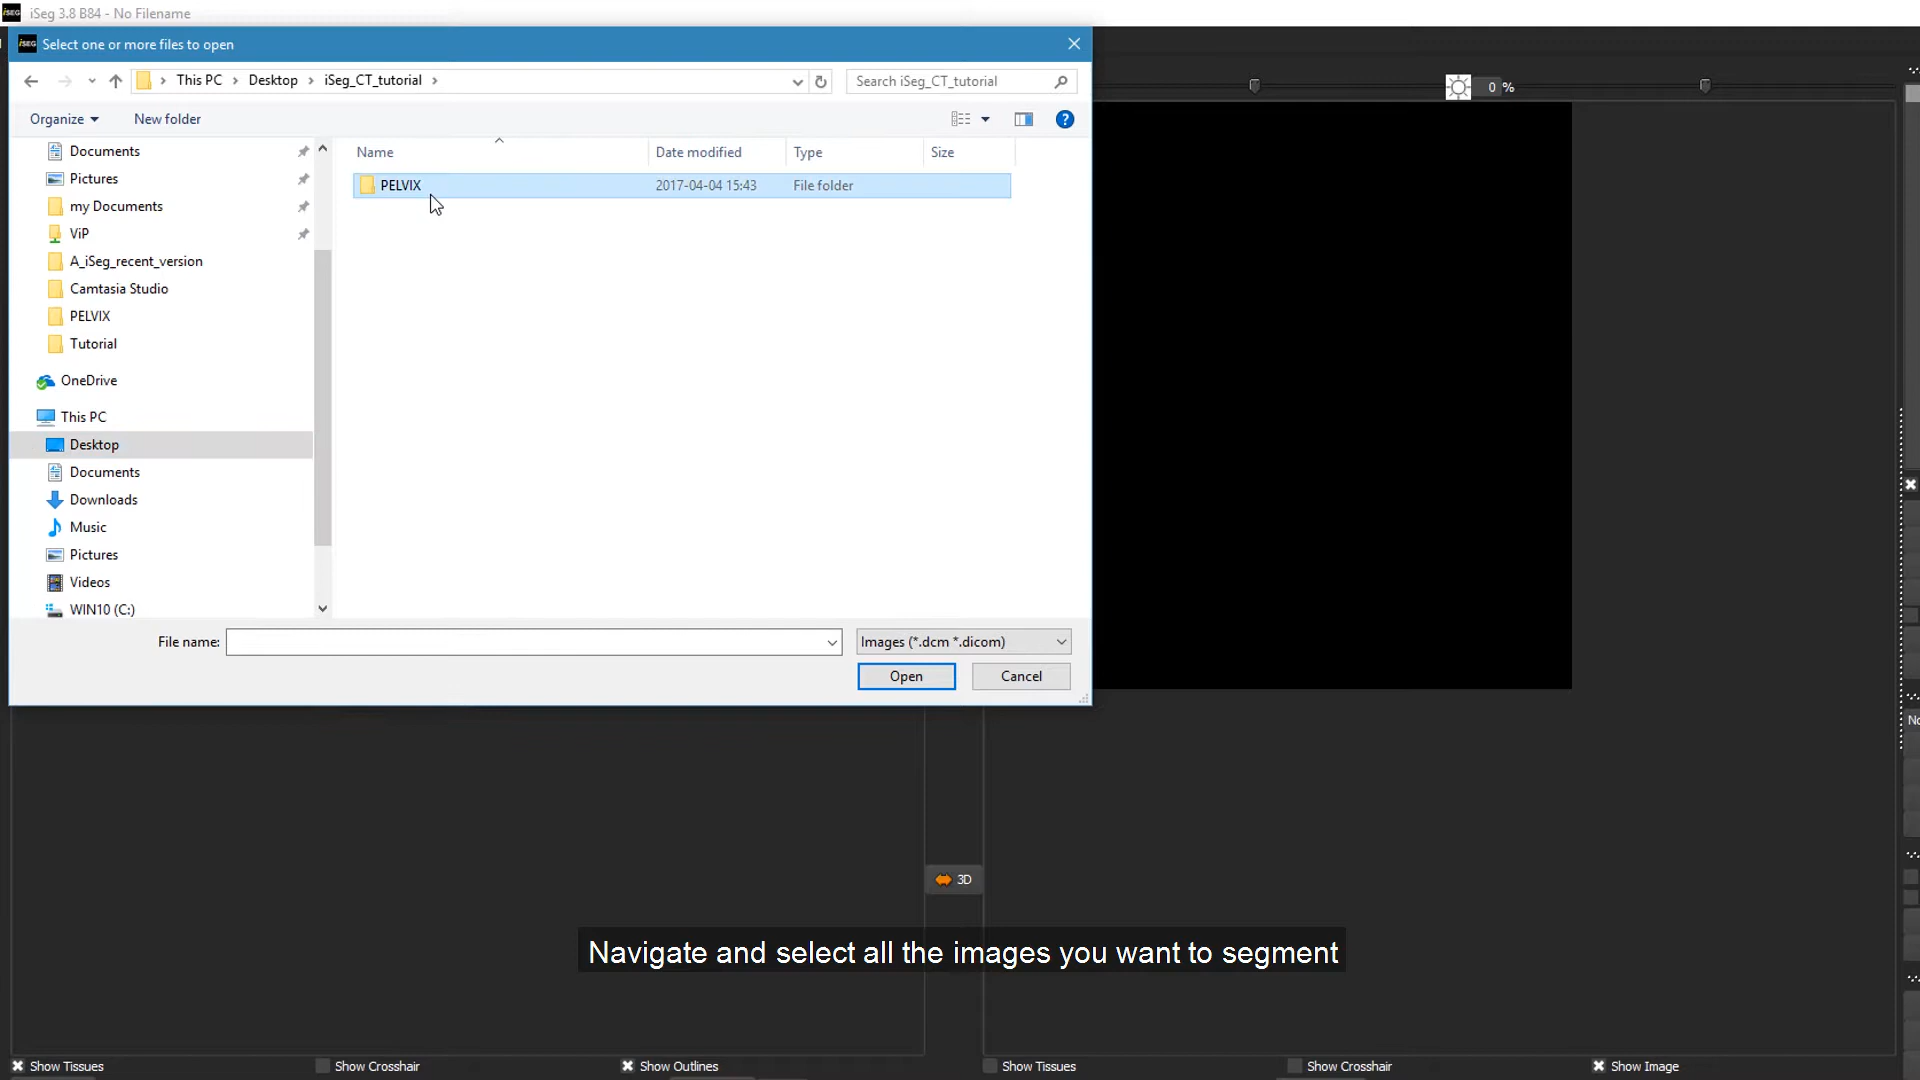 iSEG iSeg 3.8 B84 - No Filename
iSEG Select one or more files to open
This PC > Desktop > iSeg_CT_tutorial >
Search iSeg_CT_tutorial
0 %
Organize
New folder
Name
Date modified
Type
Size
PELVIX
2017-04-04 15:43
File folder
Documents
Pictures
my Documents
ViP
A_iSeg_recent_version
Camtasia Studio
PELVIX
Tutorial
OneDrive
This PC
Desktop
Documents
Downloads
Music
Pictures
Videos
WIN10 (C:)
File name:
Images (*.dcm *.dicom)
Open
Cancel
No
3D
Navigate and select all the images you want to segment
Show Tissues
Show Crosshair
Show Outlines
Show Tissues
Show Crosshair
Show Image